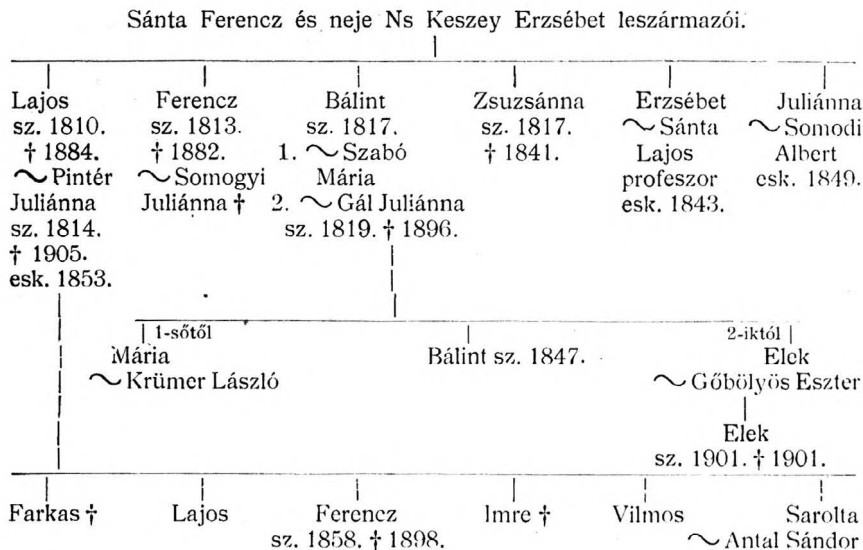 Sánta Ferencz és neje Ns Keszey Erzsébet leszármazói.
Lajos Ferencz Bálint Zsuzsánna Erzsébet Juliánna
sz. 1810. sz. 1813. sz. 1817. sz. 1817. ~ Sánta ~ Somodi
† 1884. † 1882. 1. ~ Szabó † 1841. Lajos Albert
~ Pintér ~ Somogyi Mária profeszor esk. 1849.
Juliánna Juliánna † 2. ~ Gál Juliánna esk. 1843.
sz. 1814. sz. 1819. † 1896.
† 1905.
esk. 1853.
1-sőtől 2-iktól
Mária Bálint sz. 1847. Elek
~ Krümer László ~ Gőbölyös Eszter
Elek
sz. 1901. † 1901.
Farkas † Lajos Ferencz Imre † Vilmos Sarolta
sz. 1858. † 1898. ~ Antal Sándor